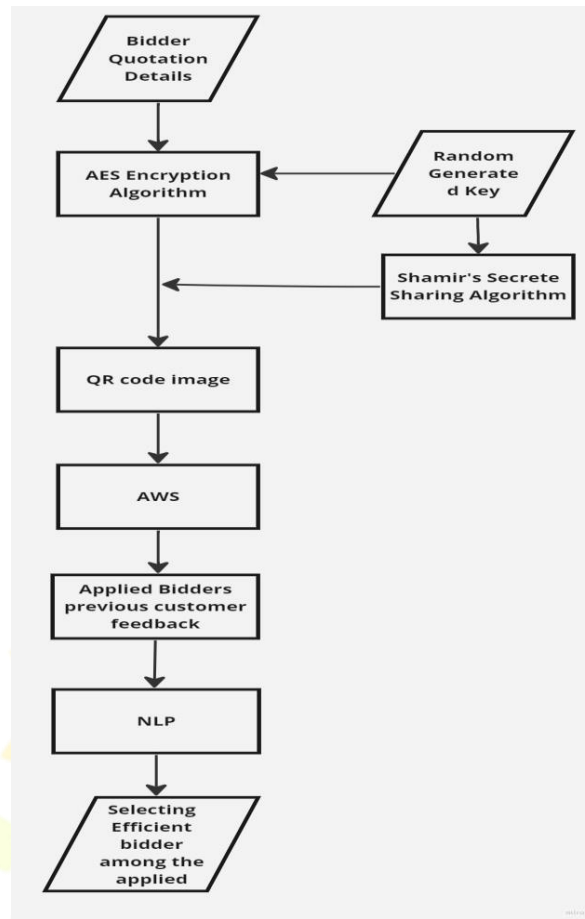 Bidder
Quotation
Details
AES Encryption
Algorithm
Random
Generate
d Key
Shamir's Secrete
Sharing Algorithm
QR code image
AWS
Applied Bidders
previous customer
feedback
NLP
Selecting
Efficient
bidder
among the
applied
miro